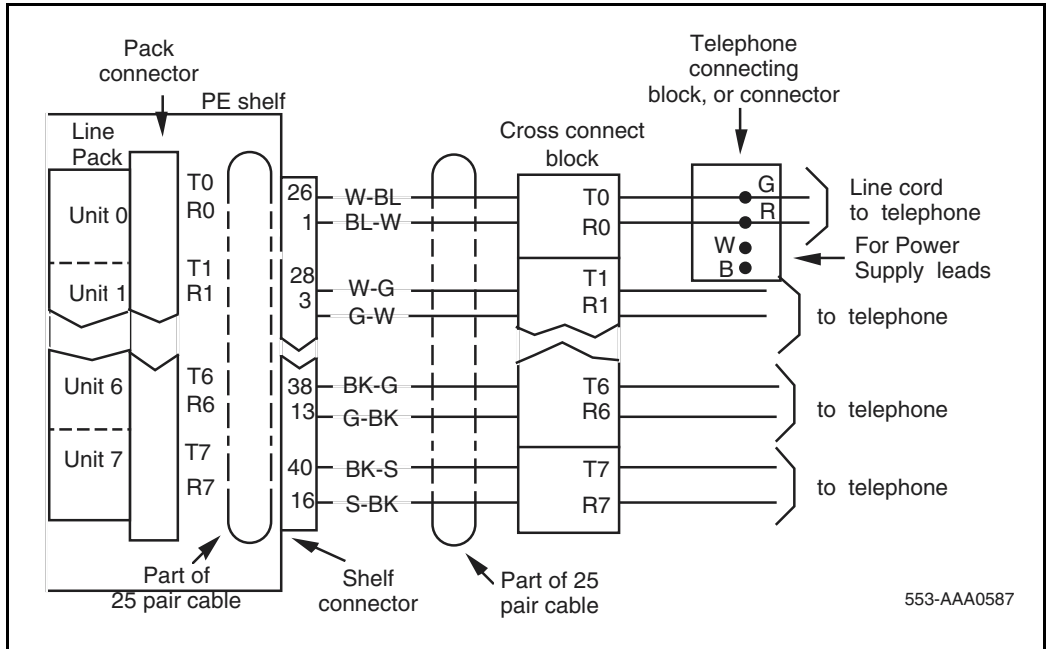 Pack
connector
PE shelf
Line
Pack
Unit 0
Unit 1
Unit 6
Unit 7
T0
R0
T1
R1
T6
R6
T7
R7
26
1
28
3
38
13
40
16
W-BL
BL-W
W-G
G-W
BK-G
G-BK
BK-S
S-BK
Cross connect
block
T0
R0
T1
R1
T6
R6
T7
R7
Telephone
connecting
block, or connector
G
R
W
B
Line cord
to telephone
For Power
Supply leads
to telephone
to telephone
to telephone
Part of
25 pair cable
Shelf
connector
Part of 25
pair cable
553-AAA0587